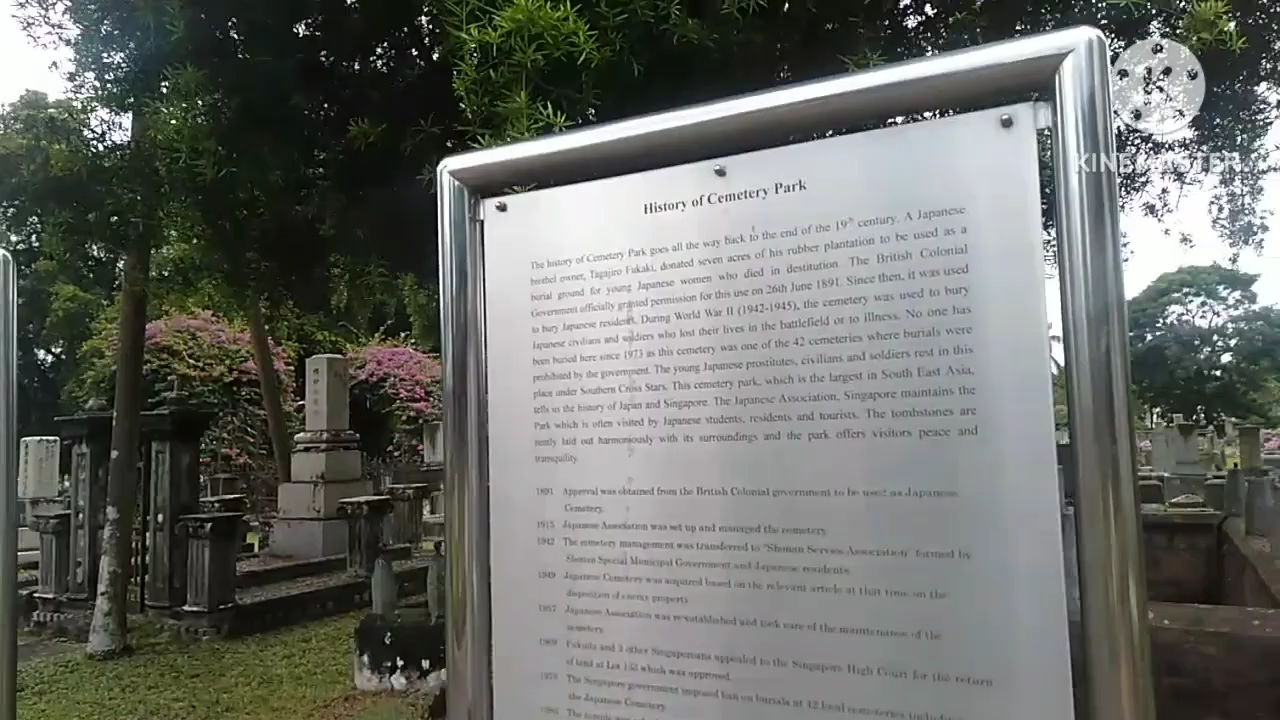 KINEMASTER
History of Cemetery Park
The history of Cemetery Park goes all the way back to the end of the 19th century. A Japanese
brothel owner, Tagajiro Fukaki, donated seven acres of his rubber plantation to be used as a
burial ground for young Japanese women who died in destitution. The British Colonial
Government officially granted permission for this use on 26th June 1891. Since then, it was used
to bury Japanese residents. During World War II (1942-1945), the cemetery was used to bury
Japanese civilians and soldiers who lost their lives in the battlefield or to illness. No one has
been buried here since 1973 as this cemetery was one of the 42 cemeteries where burials were
prohibited by the government. The young Japanese prostitutes, civilians and soldiers rest in this
place under Southern Cross Stars. This cemetery park, which is the largest in South East Asia,
tells us the history of Japan and Singapore. The Japanese Association, Singapore maintains the
Park which is often visited by Japanese students, residents and tourists. The tombstones are
neatly laid out harmoniously with its surroundings and the park offers visitors peace and
tranquility.
1891 Approval was obtained from the British Colonial government to be used as Japanese
Cemetery.
1915 Japanese Association was set up and managed the cemetery.
1942 The cemetery management was transferred to "Shonan Service Association" formed by
Shonan Special Municipal Government and Japanese residents.
1949 Japanese Cemetery was acquired based on the relevant article at that time on the
disposition of enemy property.
1957 Japanese Association was re-established and took care of the maintenance of the
cemetery.
1969 Fukuda and 3 other Singaporeans appealed to the Singapore High Court for the return
of land at Lot which was approved.
The Singapore government imposed ban on burials at 42 local cemeteries including
the Japanese Cemetery.
The temple was